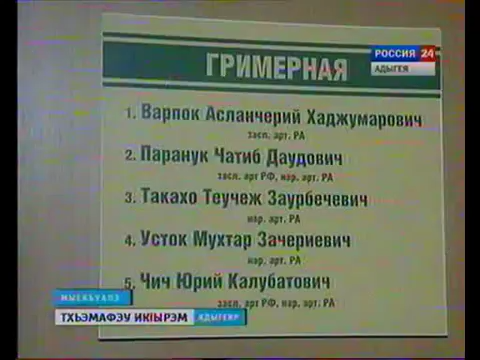 РОССИЯ 24
АДЫГЕЯ
ГРИМЕРНАЯ
1. Варпок Асланчерий Хаджумарович
засл. арт. РА
2. Паранук Чатиб Даудович
засл. арт РФ, нар. арт. РА
3. Такахо Теучеж Заурбечевич
нар. арт. РА
4. Усток Мухтар Зачериевич
нар. арт. РА
5. Чич Юрий Калубатович
засл. арт РФ, нар. арт. РА
МЫЕКЪУАПЭ
ТХЬЭМАФЭУ ИКIЫРЭМ
АДЫГЕИР